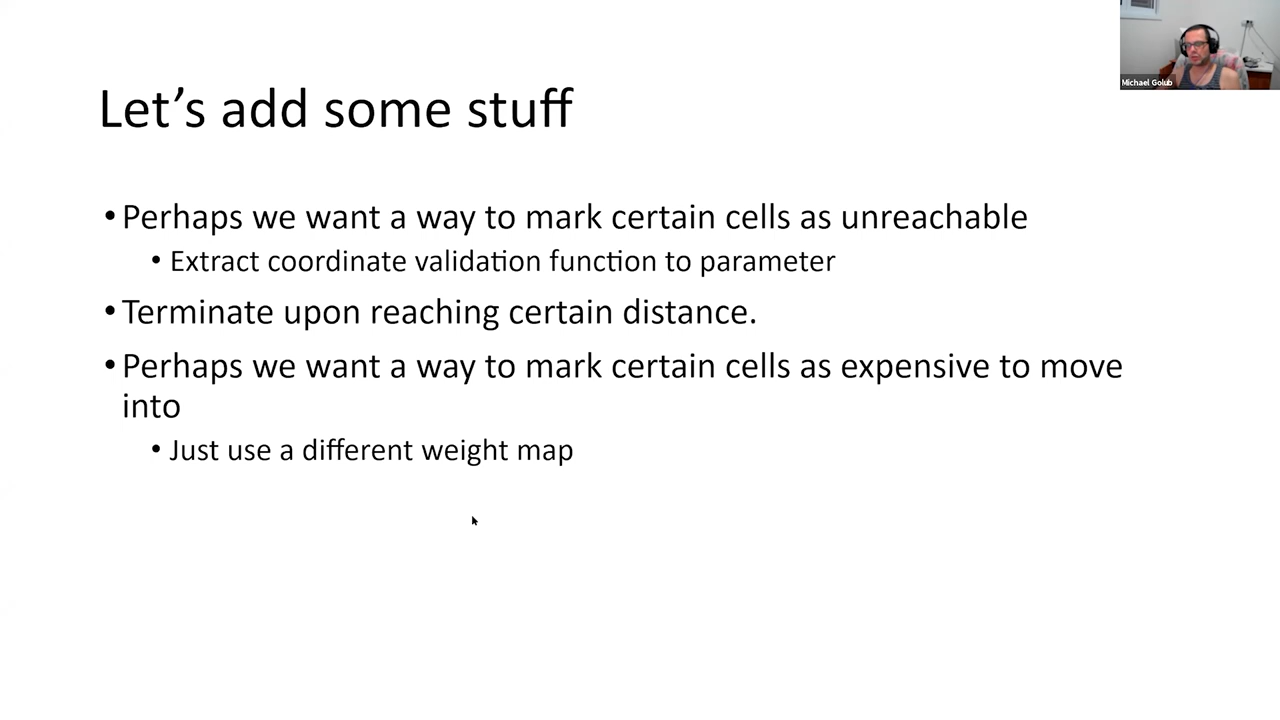 Michael Golub
Let's add some stuff
• Perhaps we want a way to mark certain cells as unreachable
• Extract coordinate validation function to parameter
• Terminate upon reaching certain distance.
• Perhaps we want a way to mark certain cells as expensive to move
into
• Just use a different weight map